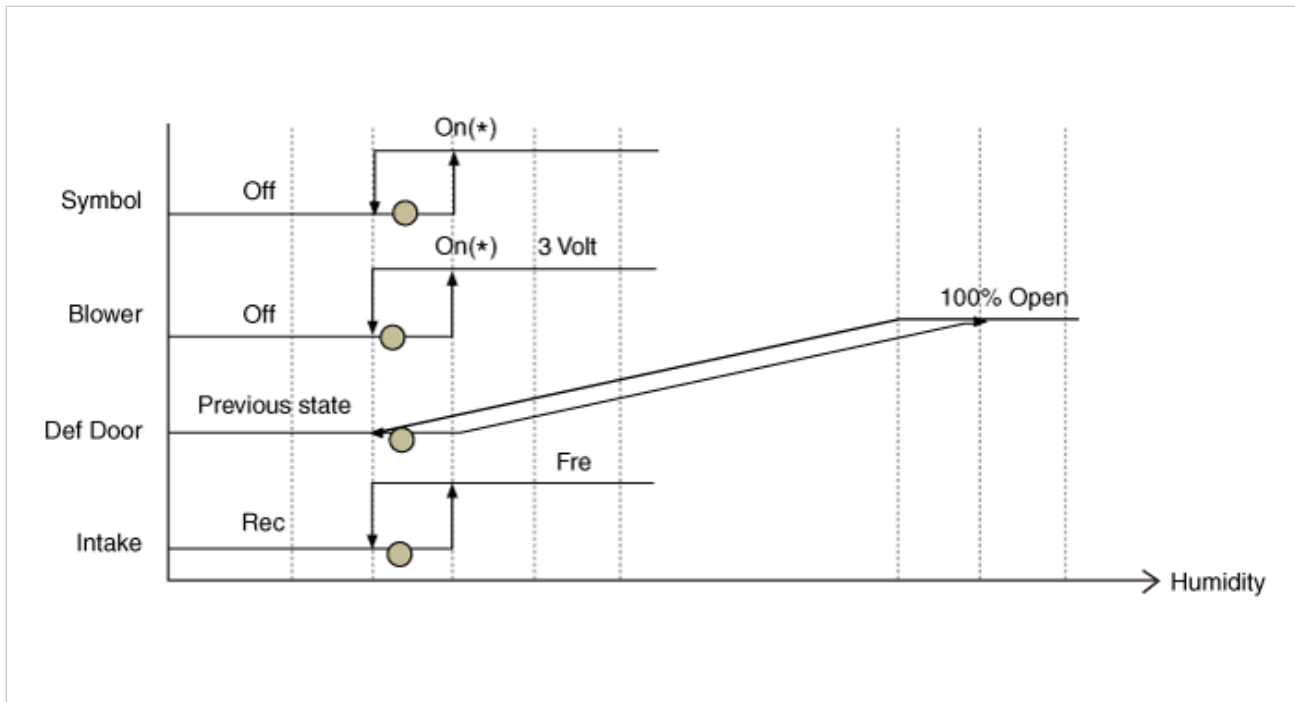 On(*)
Symbol
Off
On(*)
3 Volt
Blower
Off
100% Open
Previous state
Def Door
Fre
Rec
Intake
Humidity